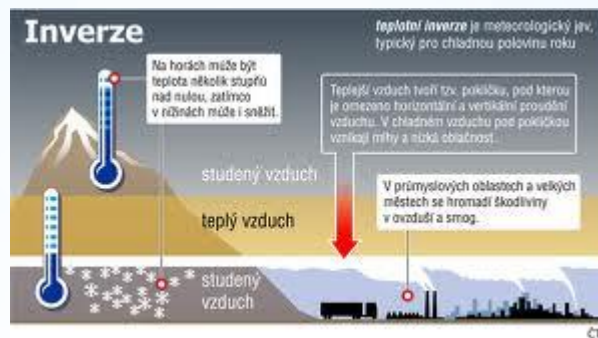 Inverze
teplotní inverze je meteorologický jev,
typický pro chladnou polovinu roku
Na horách může být
teplota několik stupňů
nad nulou, zatímco
v nížinách může i sněžit.
Teplejší vzduch tvoří tzv. pokličku, pod kterou
je omezeno horizontální a vertikální proudění
vzduchu. V chladném vzduchu pod pokličkou
vznikají mlhy a nízká oblačnost.
studený vzduch
teplý vzduch
V průmyslových oblastech a velkých
městech se hromadí škodliviny
v ovzduší a smog.
studený
vzduch